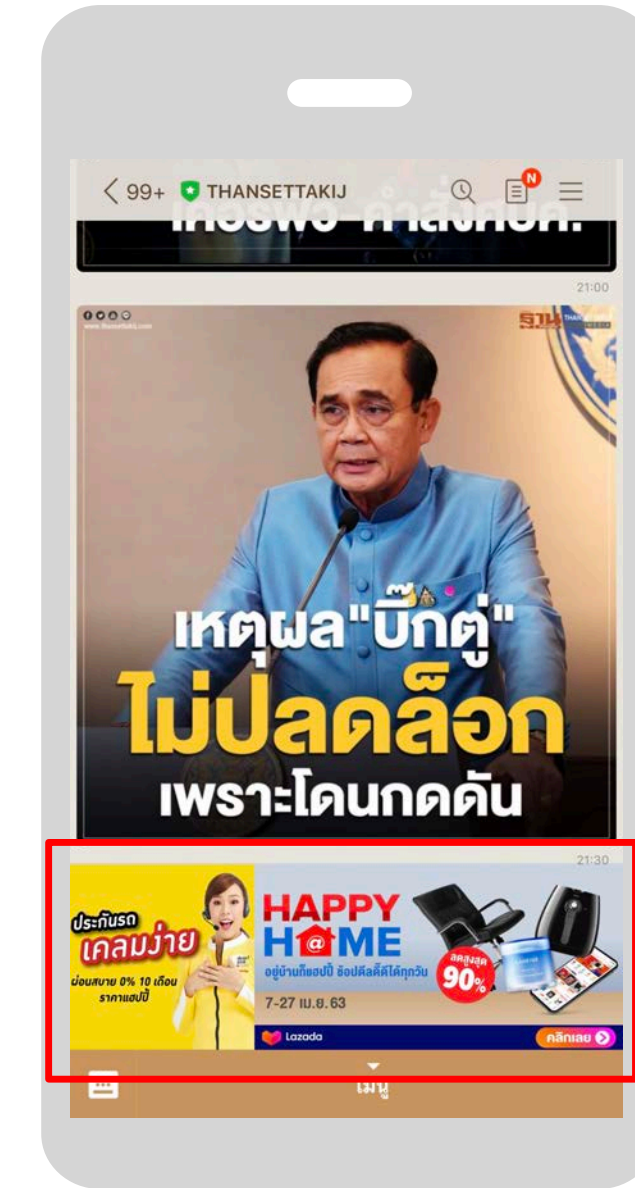 99+ THANSETTAKIJ N
21:00
www.thansettakij.com
ฐาน
เหตุผล"บิ๊กตู่"
ไม่ปลดล็อก
เพราะโดนกดดัน
21:30
ประกันรถ
เคลมง่าย
ผ่อนสบาย 0% 10 เดือน
ราคาแฮปปี้
HAPPY
H@ME
อยู่บ้านก็แฮปปี้ ช้อปดีลดี๊ดีได้ทุกวัน
7-27 เม.ย. 63
ลดสูงสุด
90%
Lazada
คลิกเลย
เมนู